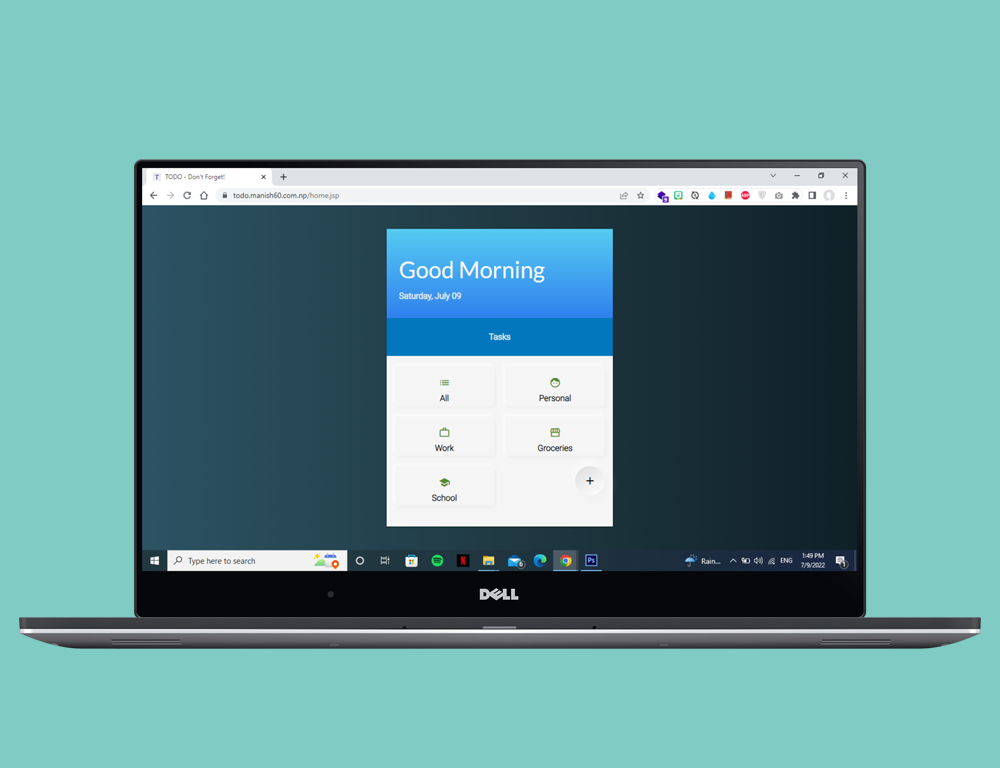 TODO - Don't Forget!
todo.manish60.com.np/home.jsp
Good Morning
Saturday, July 09
Tasks
All
Personal
Work
Groceries
School
Type here to search
Ps
Rain...
ENG
1:49 PM
7/9/2022
DELL